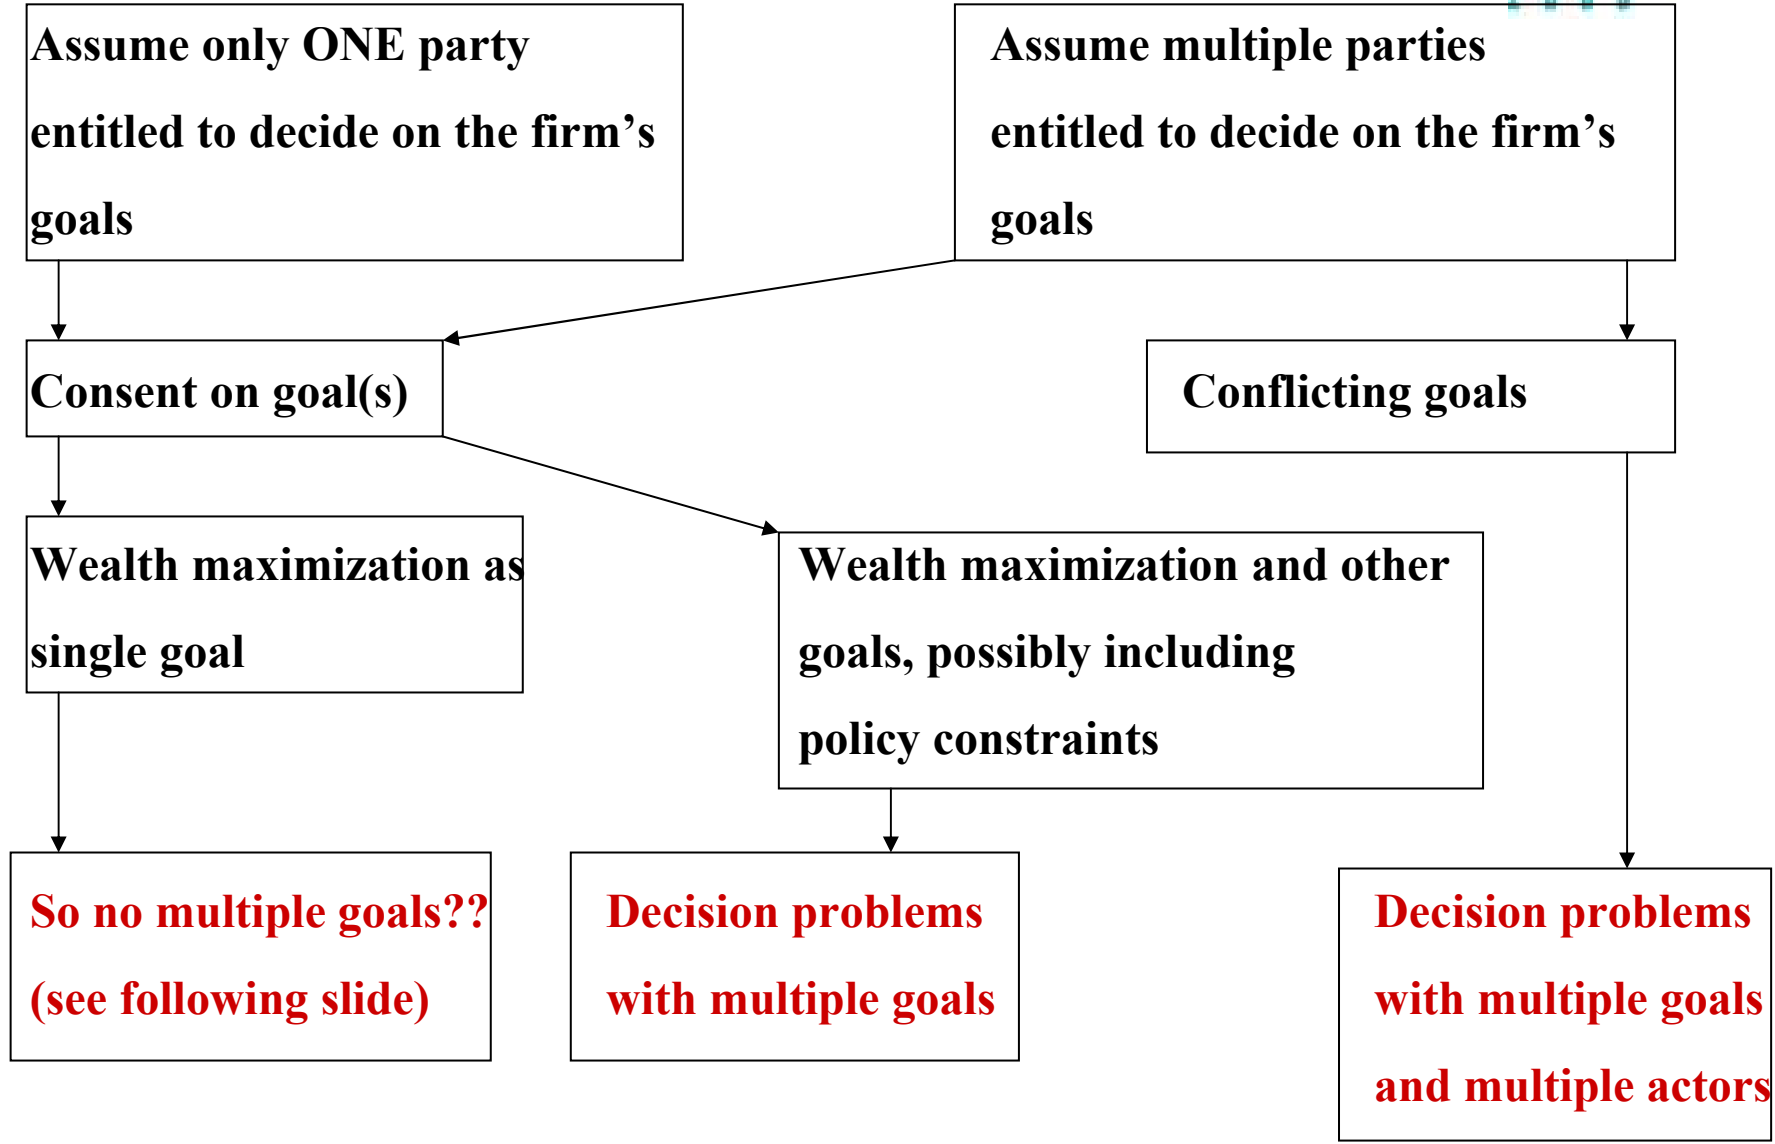 Assume only ONE party
entitled to decide on the firm’s
goals
Assume multiple parties
entitled to decide on the firm’s
goals
Consent on goal(s)
Conflicting goals
Wealth maximization as
single goal
Wealth maximization and other
goals, possibly including
policy constraints
So no multiple goals??
(see following slide)
Decision problems
with multiple goals
Decision problems
with multiple goals
and multiple actors